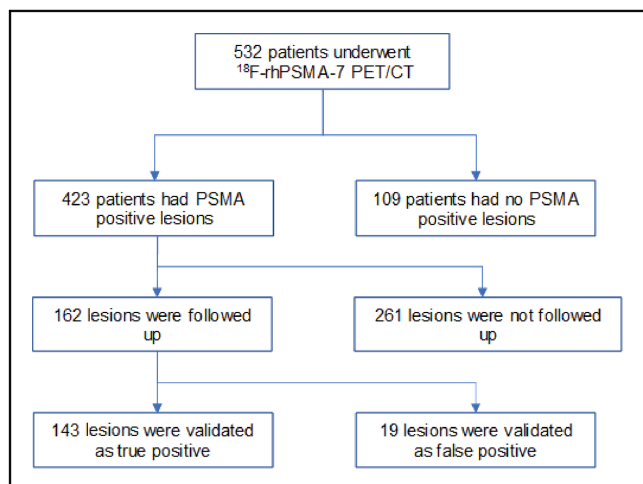 532 patients underwent
¹⁸F-rhPSMA-7 PET/CT
423 patients had PSMA
positive lesions
109 patients had no PSMA
positive lesions
162 lesions were followed
up
261 lesions were not followed
up
143 lesions were validated
as true positive
19 lesions were validated
as false positive